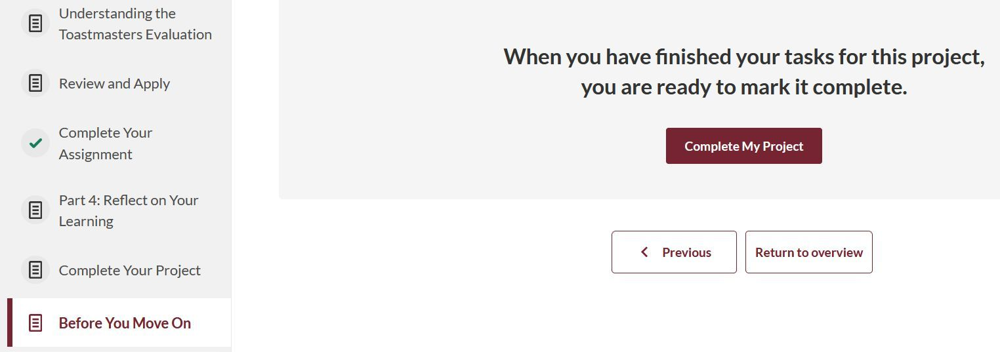 Understanding the
Toastmasters Evaluation
Review and Apply
Complete Your
Assignment
Part 4: Reflect on Your
Learning
Complete Your Project
Before You Move On
When you have finished your tasks for this project,
you are ready to mark it complete.
Complete My Project
Previous
Return to overview